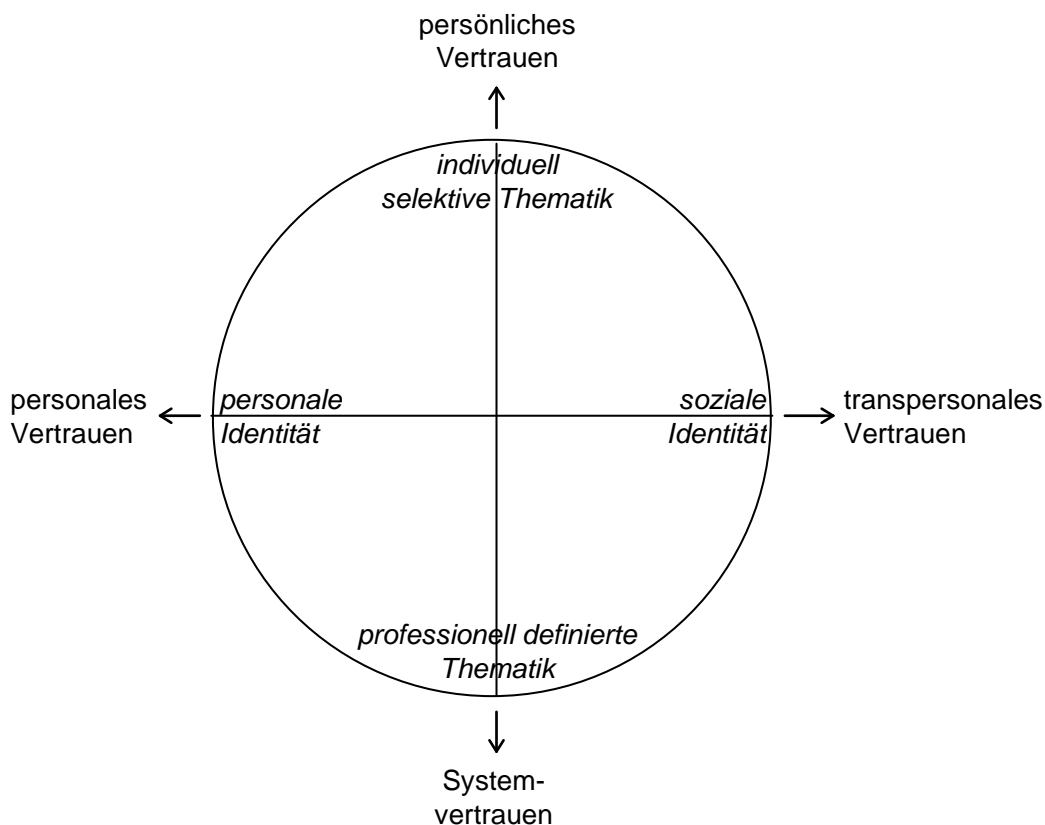 persönliches
Vertrauen
individuell
selektive Thematik
personales
Vertrauen
personale
Identität
soziale
Identität
transpersonales
Vertrauen
professionell definierte
Thematik
System-
vertrauen